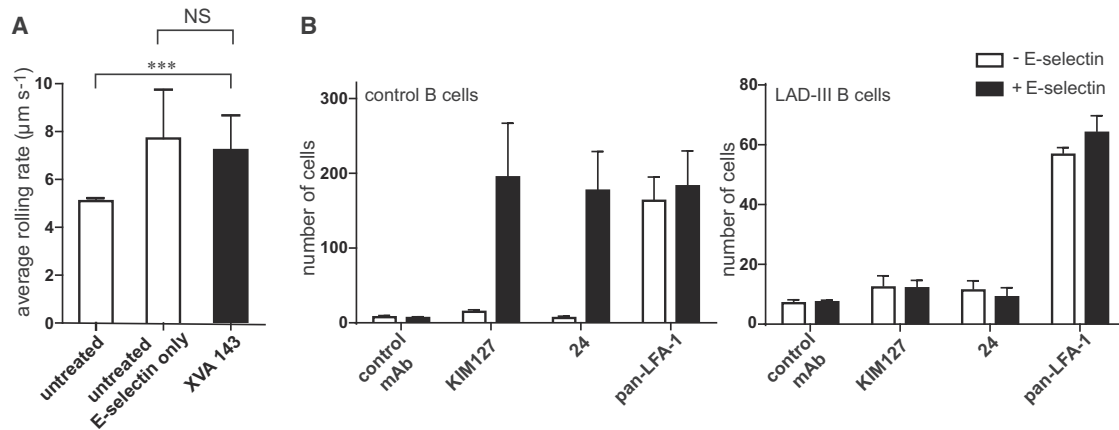 A
NS
***
average rolling rate (µm s⁻¹)
10
8
6
4
2
0
untreated
untreated
E-selectin only
XVA 143
B
control B cells
number of cells
300
200
100
0
control
mAb
KIM127
24
pan-LFA-1
LAD-III B cells
- E-selectin
+ E-selectin
number of cells
80
60
40
20
0
control
mAb
KIM127
24
pan-LFA-1